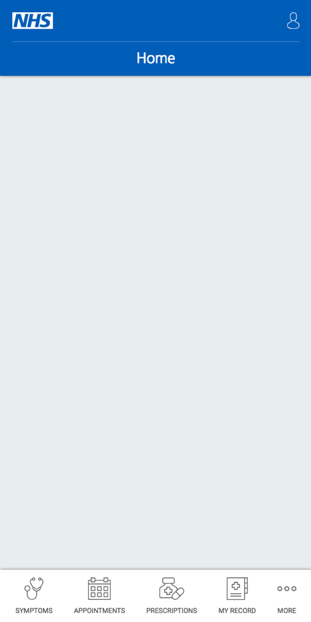 NHS
Home
SYMPTOMS
APPOINTMENTS
PRESCRIPTIONS
MY RECORD
MORE